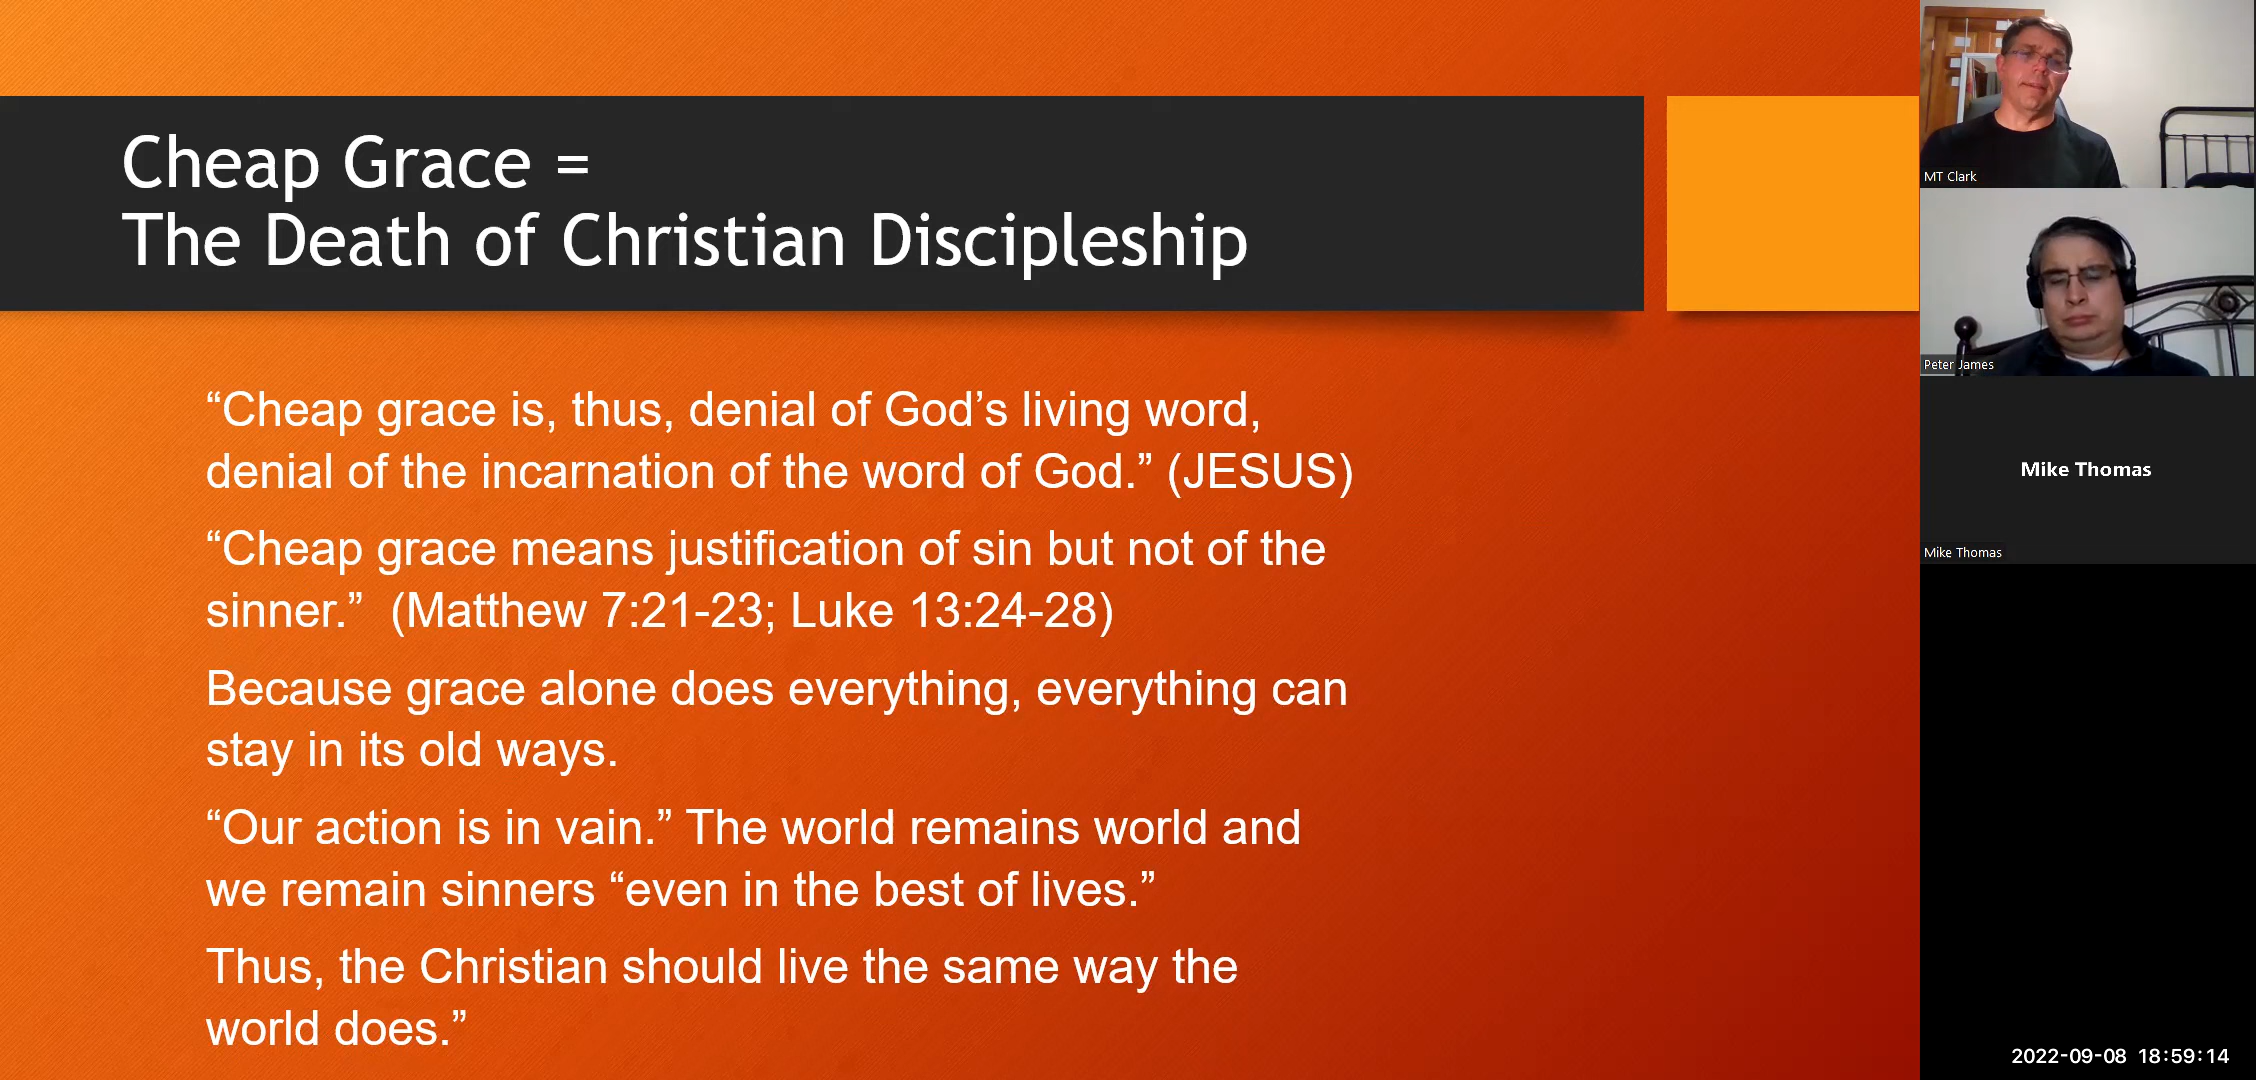 Cheap Grace =
The Death of Christian Discipleship
“Cheap grace is, thus, denial of God’s living word,
denial of the incarnation of the word of God.” (JESUS)
“Cheap grace means justification of sin but not of the
sinner.”  (Matthew 7:21-23; Luke 13:24-28)
Because grace alone does everything, everything can
stay in its old ways.
“Our action is in vain.” The world remains world and
we remain sinners “even in the best of lives.”
Thus, the Christian should live the same way the
world does.”
MT Clark
Peter James
Mike Thomas
Mike Thomas
2022-09-08 18:59:14